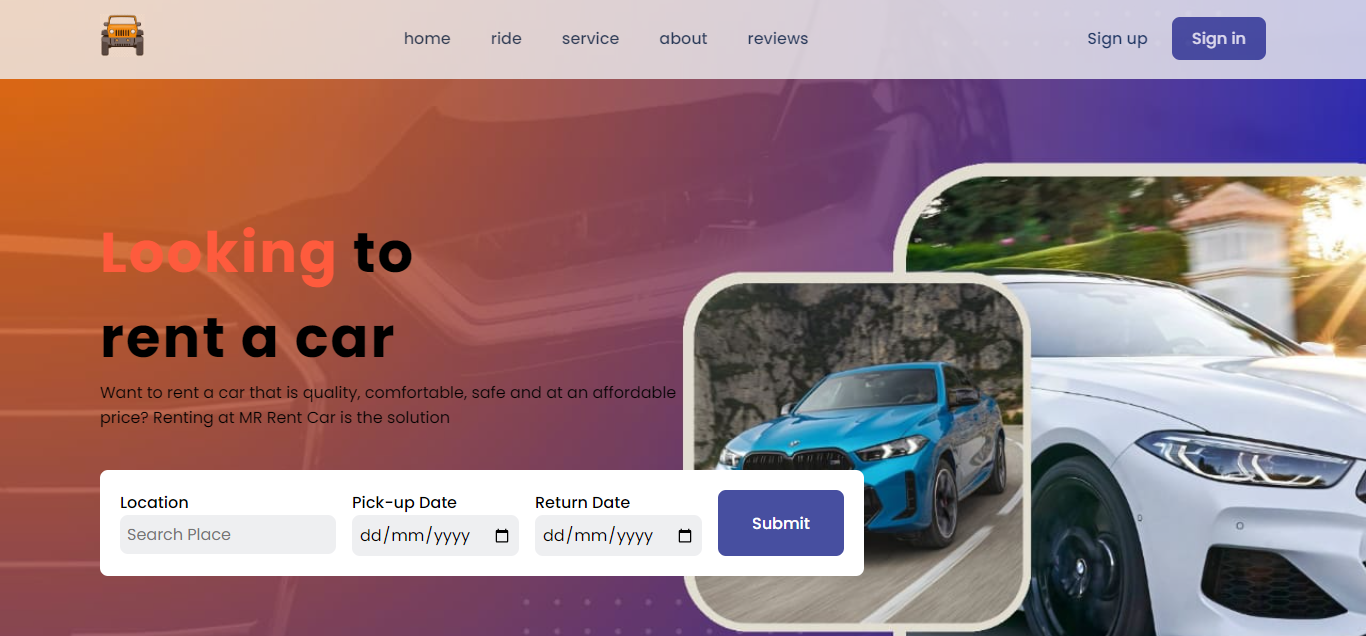 home ride service about reviews Sign up Sign in
Looking to
rent a car
Want to rent a car that is quality, comfortable, safe and at an affordable
price? Renting at MR Rent Car is the solution
Location Pick-up Date Return Date
Search Place dd/mm/yyyy dd/mm/yyyy
Submit